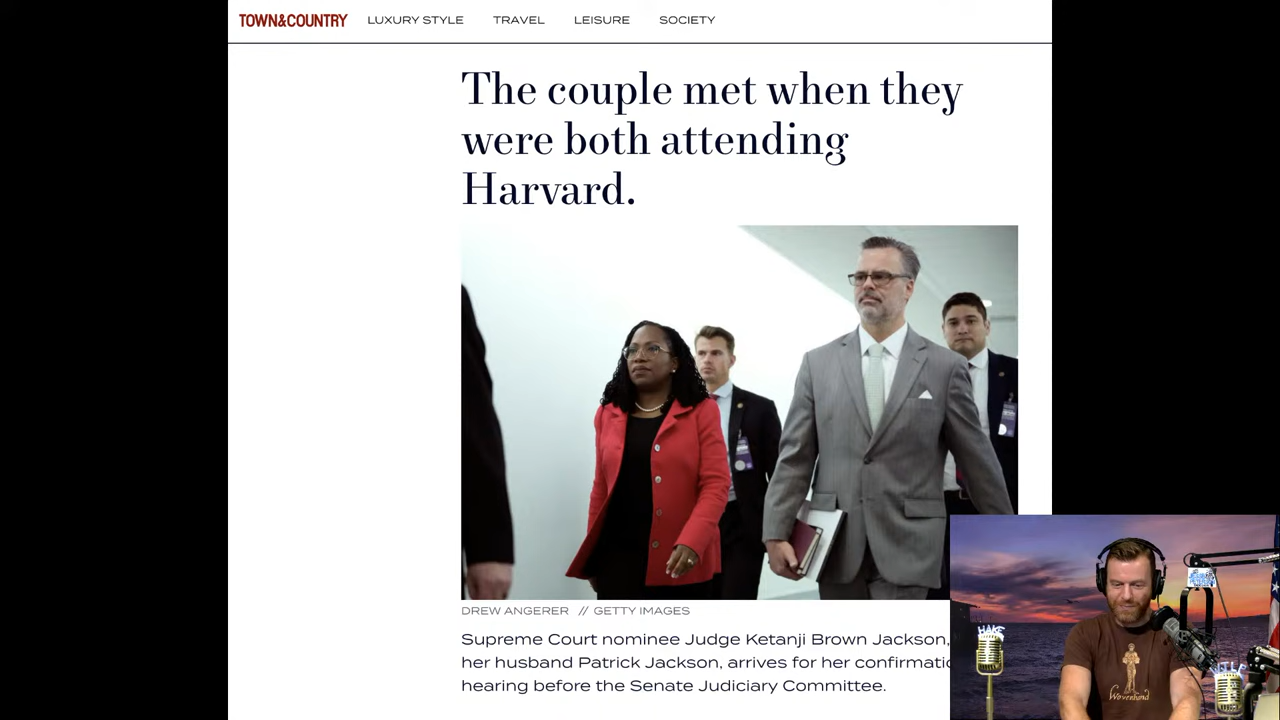 TOWN&COUNTRY LUXURY STYLE TRAVEL LEISURE SOCIETY
The couple met when they
were both attending
Harvard.
DREW ANGERER // GETTY IMAGES
Supreme Court nominee Judge Ketanji Brown Jackson,
her husband Patrick Jackson, arrives for her confirmatio
hearing before the Senate Judiciary Committee.
HAKE